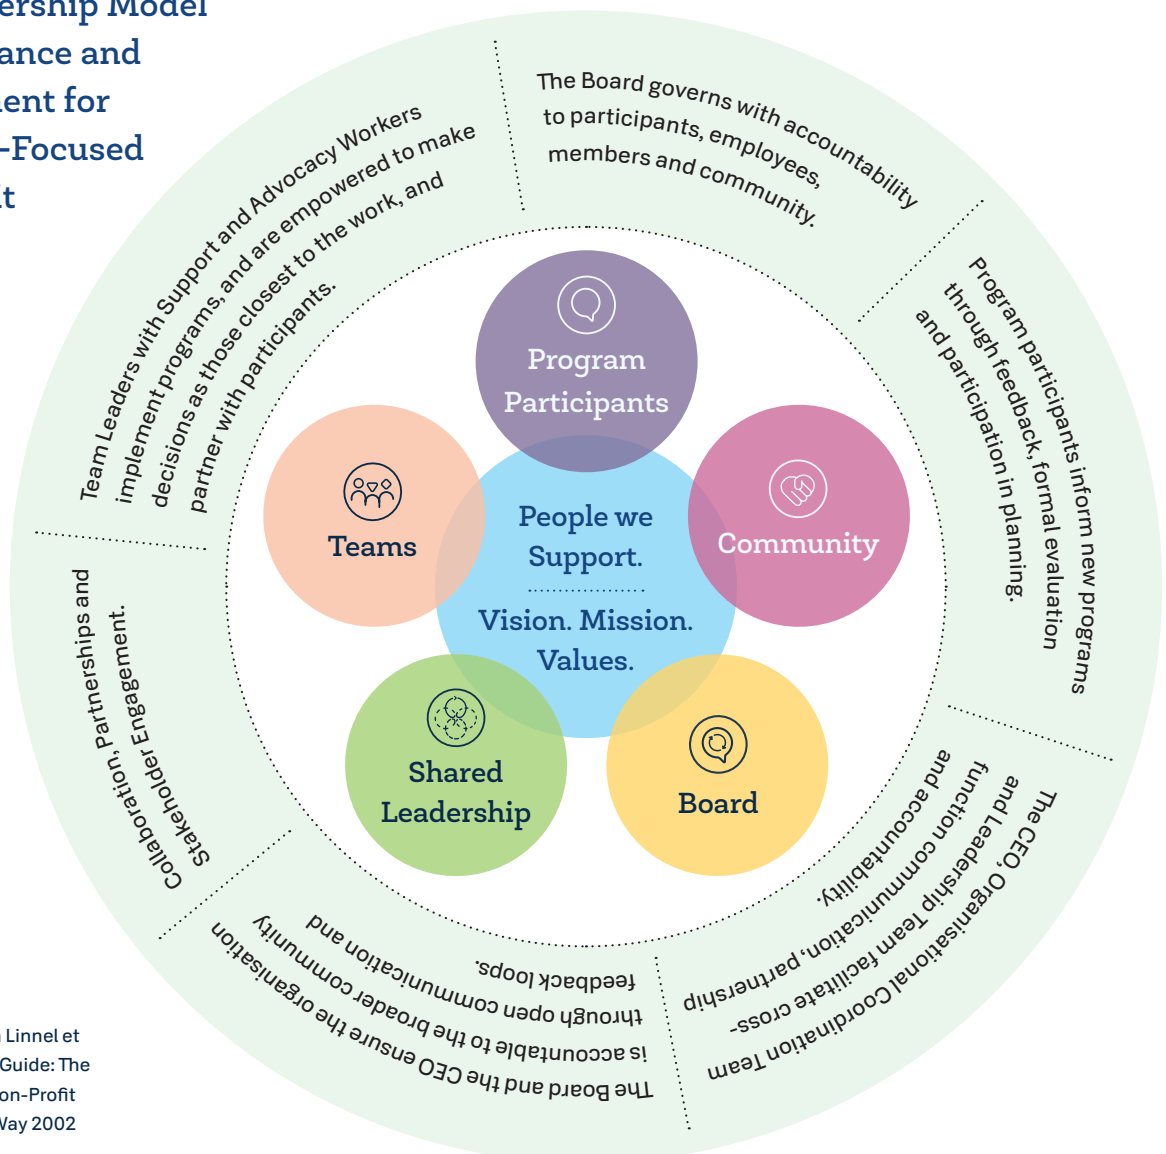 ership Model
ance and
ent for
-Focused
it
The Board governs with accountability
to participants, employees,
members and community.
Program participants inform new programs
through feedback, formal evaluation
and participation in planning.
The CEO, Organisational Coordination Team
and Leadership Team facilitate cross-
function communication, partnership
and accountability.
The Board and the CEO ensure the organisation
is accountable to the broader community
through open communication and
feedback loops.
Collaboration, Partnerships and
Stakeholder Engagement.
Team Leaders with Support and Advocacy Workers
implement programs, and are empowered to make
decisions as those closest to the work, and
partner with participants.
Program
Participants
Community
Board
Shared
Leadership
Teams
People we
Support.
Vision. Mission.
Values.
Linnel et
Guide: The
on-Profit
Way 2002